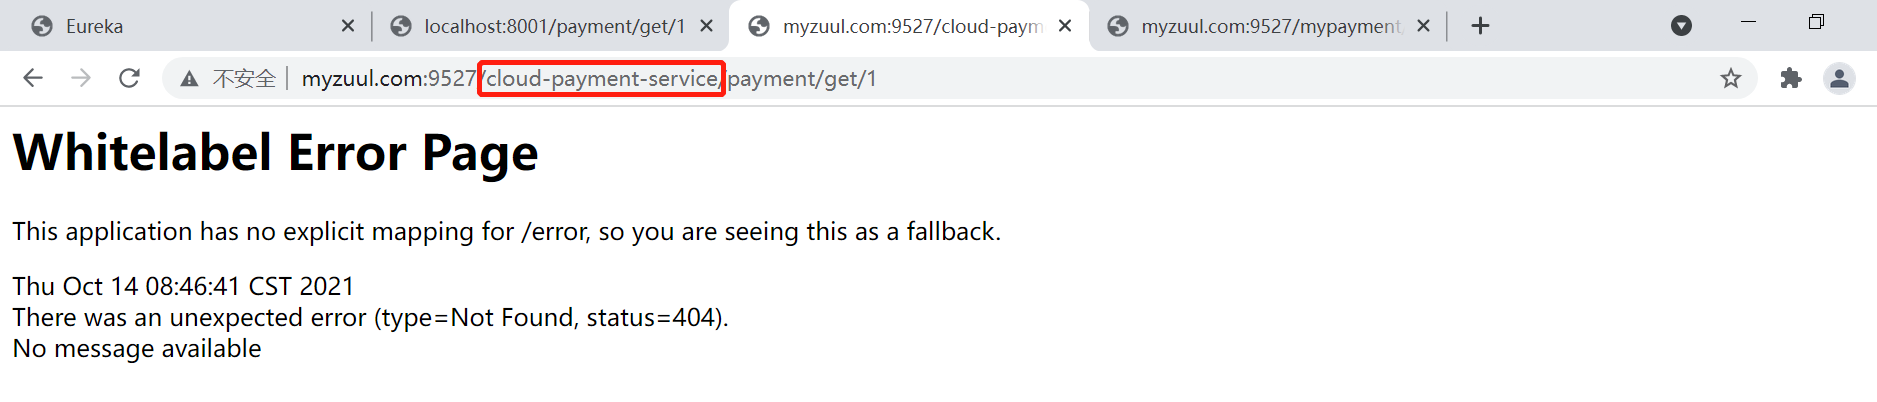 Eureka
localhost:8001/payment/get/1
myzuul.com:9527/cloud-paym
myzuul.com:9527/mypayment
不安全
myzuul.com:9527/cloud-payment-service/payment/get/1
Whitelabel Error Page
This application has no explicit mapping for /error, so you are seeing this as a fallback.
Thu Oct 14 08:46:41 CST 2021
There was an unexpected error (type=Not Found, status=404).
No message available